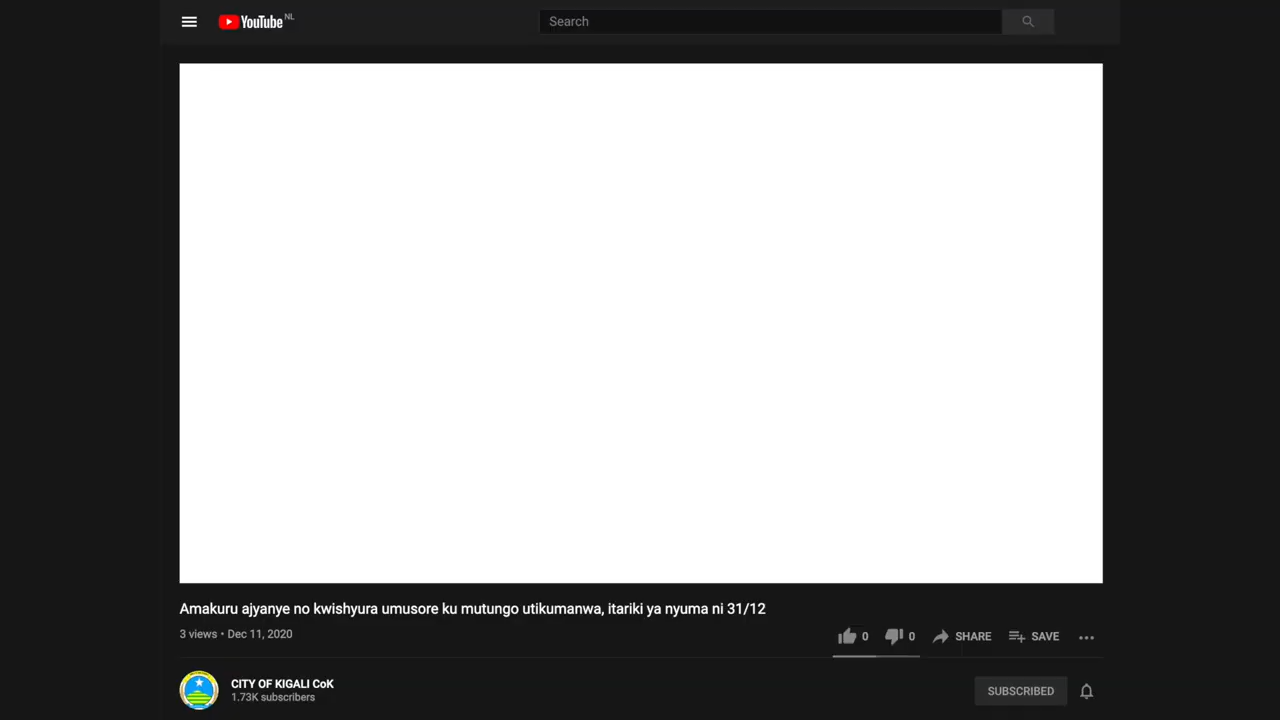 YouTube NL
Search
Amakuru ajyanye no kwishyura umusore ku mutungo utikumanwa, itariki ya nyuma ni 31/12
3 views • Dec 11, 2020
0 0 SHARE SAVE
CITY OF KIGALI CoK
1.73K subscribers
SUBSCRIBED